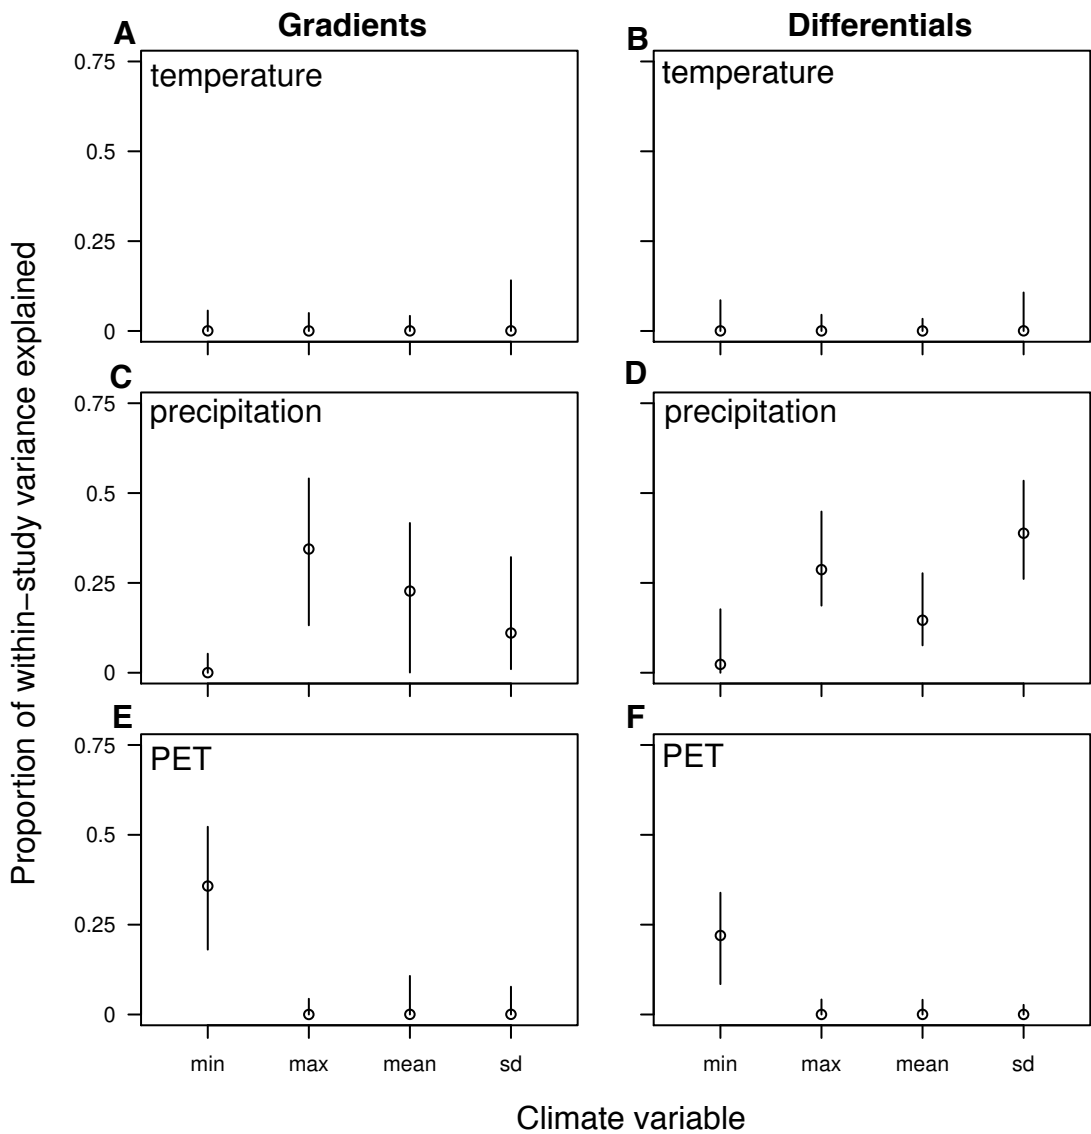 Gradients
Differentials
A
B
temperature
temperature
0.75
0.5
0.25
0
C
D
precipitation
precipitation
0.75
0.5
0.25
0
E
F
PET
PET
0.75
0.5
0.25
0
min max mean sd
min max mean sd
Proportion of within−study variance explained
Climate variable